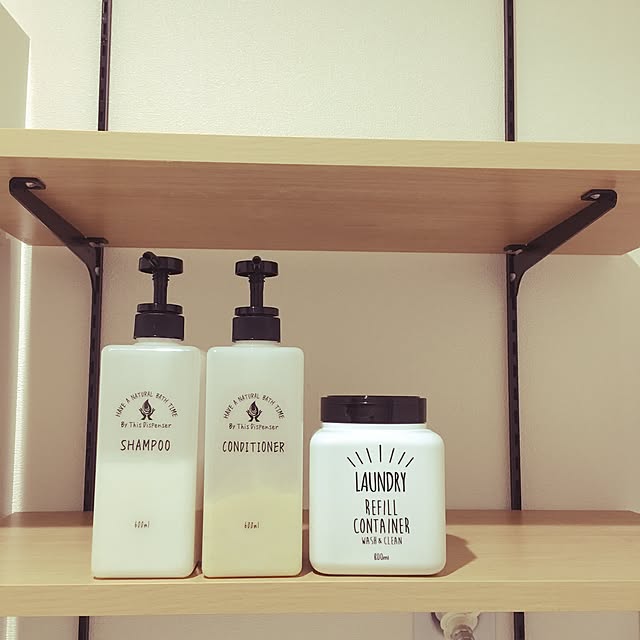 HAVE A NATURAL BATH TIME
By This Dispenser
SHAMPOO
600ml
HAVE A NATURAL BATH TIME
By This Dispenser
CONDITIONER
600ml
LAUNDRY
REFILL
CONTAINER
WASH & CLEAN
800ml